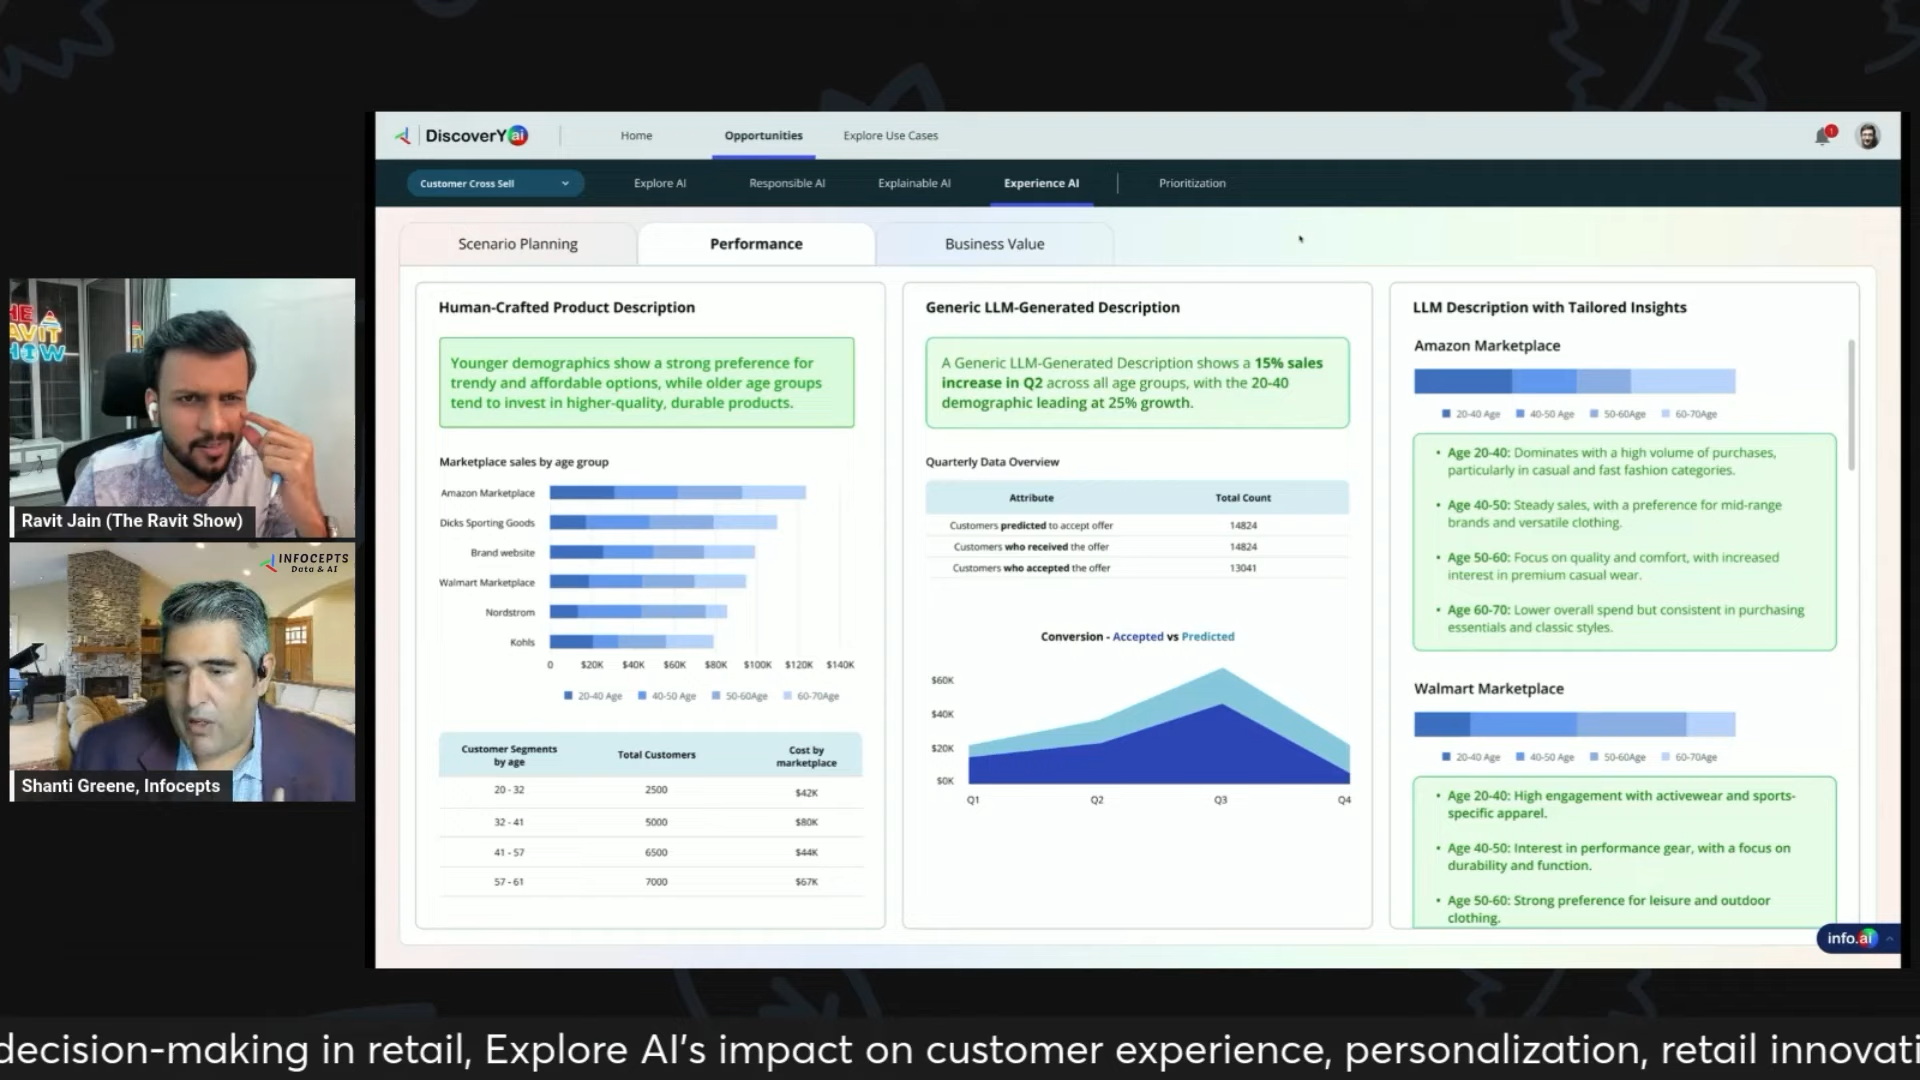 DiscoverY ai
Home
Opportunities
Explore Use Cases
1
Customer Cross Sell
Explore AI
Responsible AI
Explainable AI
Experience AI
Prioritization
Scenario Planning
Performance
Business Value
Human-Crafted Product Description
Younger demographics show a strong preference for
trendy and affordable options, while older age groups
tend to invest in higher-quality, durable products.
Marketplace sales by age group
Amazon Marketplace
Dicks Sporting Goods
Brand website
Walmart Marketplace
Nordstrom
Kohls
0 $20K $40K $60K $80K $100K $120K $140K
20-40 Age 40-50 Age 50-60Age 60-70Age
Customer Segments
by age
Total Customers
Cost by
marketplace
20 - 32 2500 $42K
32 - 41 5000 $80K
41 - 57 6500 $44K
57 - 61 7000 $67K
Generic LLM-Generated Description
A Generic LLM-Generated Description shows a 15% sales
increase in Q2 across all age groups, with the 20-40
demographic leading at 25% growth.
Quarterly Data Overview
Attribute Total Count
Customers predicted to accept offer 14824
Customers who received the offer 14824
Customers who accepted the offer 13041
Conversion - Accepted vs Predicted
$60K
$40K
$20K
$0K
Q1 Q2 Q3 Q4
LLM Description with Tailored Insights
Amazon Marketplace
20-40 Age 40-50 Age 50-60Age 60-70Age
• Age 20-40: Dominates with a high volume of purchases,
particularly in casual and fast fashion categories.
• Age 40-50: Steady sales, with a preference for mid-range
brands and versatile clothing.
• Age 50-60: Focus on quality and comfort, with increased
interest in premium casual wear.
• Age 60-70: Lower overall spend but consistent in purchasing
essentials and classic styles.
Walmart Marketplace
20-40 Age 40-50 Age 50-60Age 60-70Age
• Age 20-40: High engagement with activewear and sports-
specific apparel.
• Age 40-50: Interest in performance gear, with a focus on
durability and function.
• Age 50-60: Strong preference for leisure and outdoor
clothing.
info.ai
HE
AVIT
HOW
Ravit Jain (The Ravit Show)
INFOCEPTS
Data & AI
Shanti Greene, Infocepts
decision-making in retail, Explore AI's impact on customer experience, personalization, retail innovati